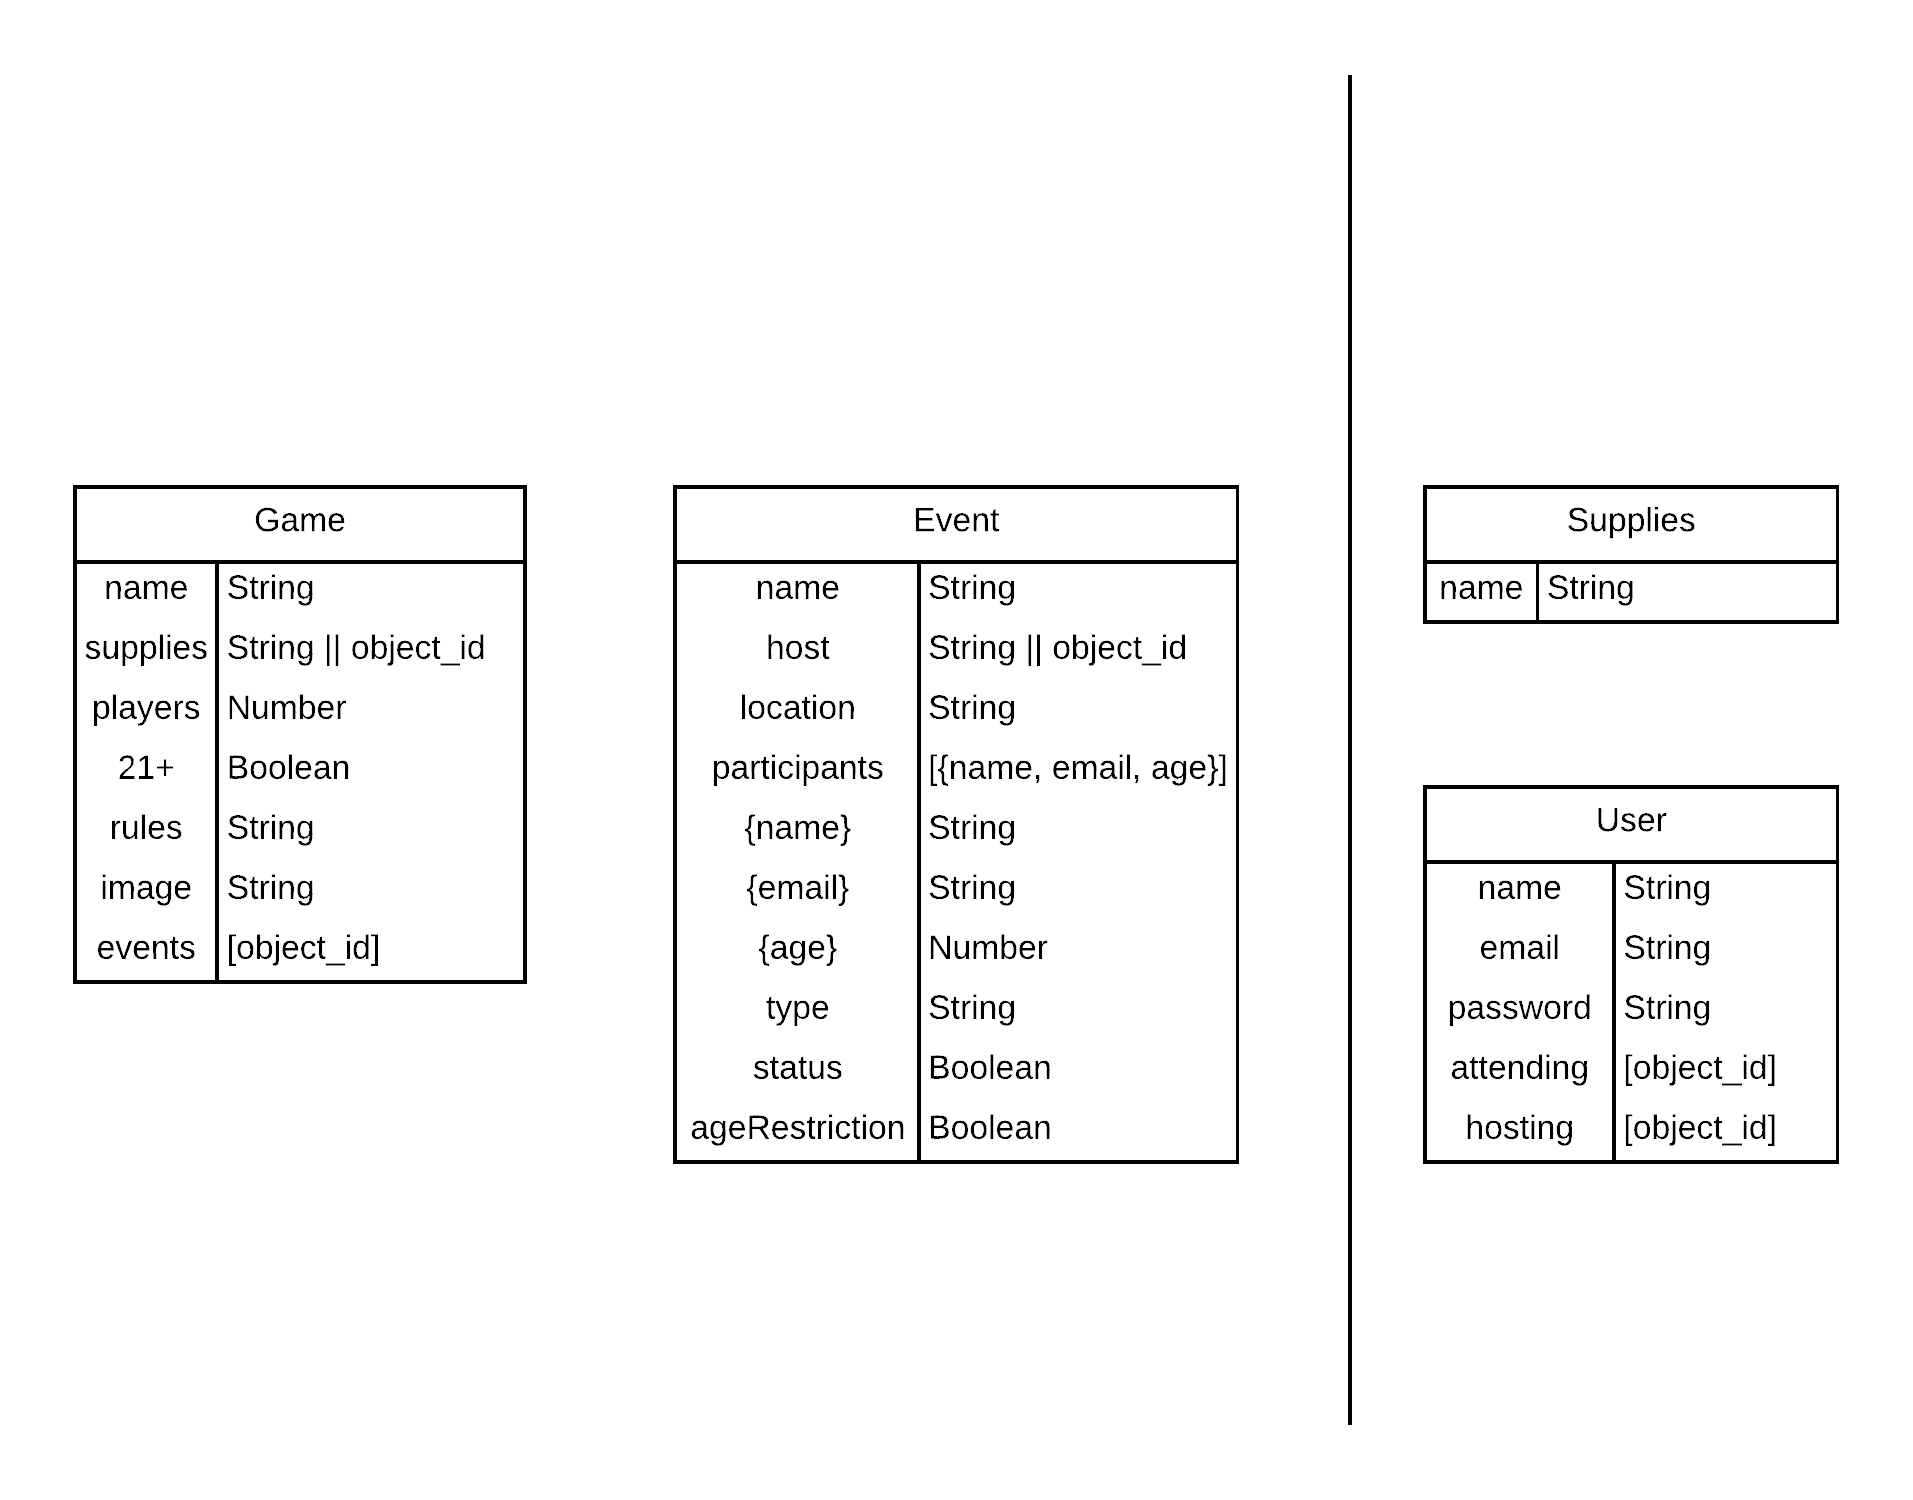 Game
name String
supplies String || object_id
players Number
21+ Boolean
rules String
image String
events [object_id]
Event
name String
host String || object_id
location String
participants [{name, email, age}]
{name} String
{email} String
{age} Number
type String
status Boolean
ageRestriction Boolean
Supplies
name String
User
name String
email String
password String
attending [object_id]
hosting [object_id]